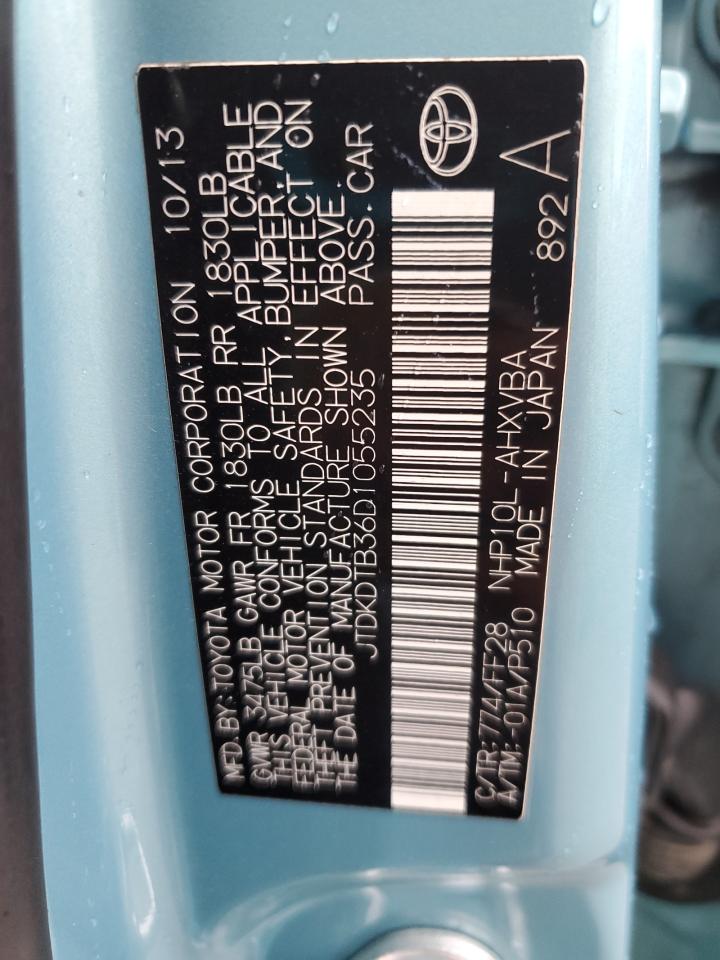 MFD BY: TOYOTA MOTOR CORPORATION 10/13
GVWR 3475LB GAWR FR 1830LB RR 1830LB
THIS VEHICLE CONFORMS TO ALL APPLICABLE
FEDERAL MOTOR VEHICLE SAFETY, BUMPER, AND
THEFT PREVENTION STANDARDS IN EFFECT ON
THE DATE OF MANUFACTURE SHOWN ABOVE.
JTDKDTB36D1055235 PASS. CAR
C/TR: 774/FF28 NHP10L-AHXVBA
A/TM: -01A/P510 MADE IN JAPAN 892 A